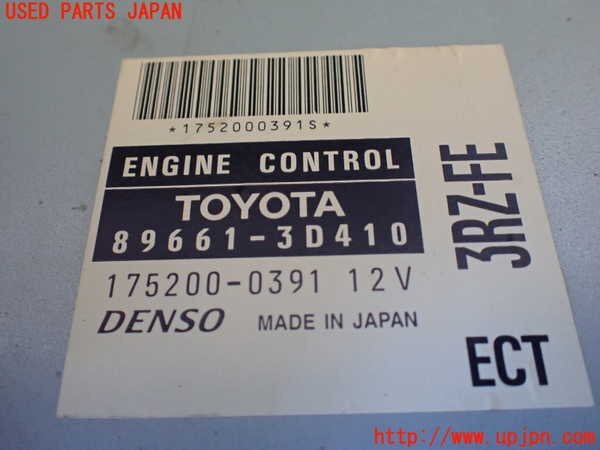 USED PARTS JAPAN
*1752000391S*
ENGINE CONTROL
TOYOTA
89661-3D410
175200-0391 12V
DENSO MADE IN JAPAN
3RZ-FE
ECT
http://www.upjpn.com/